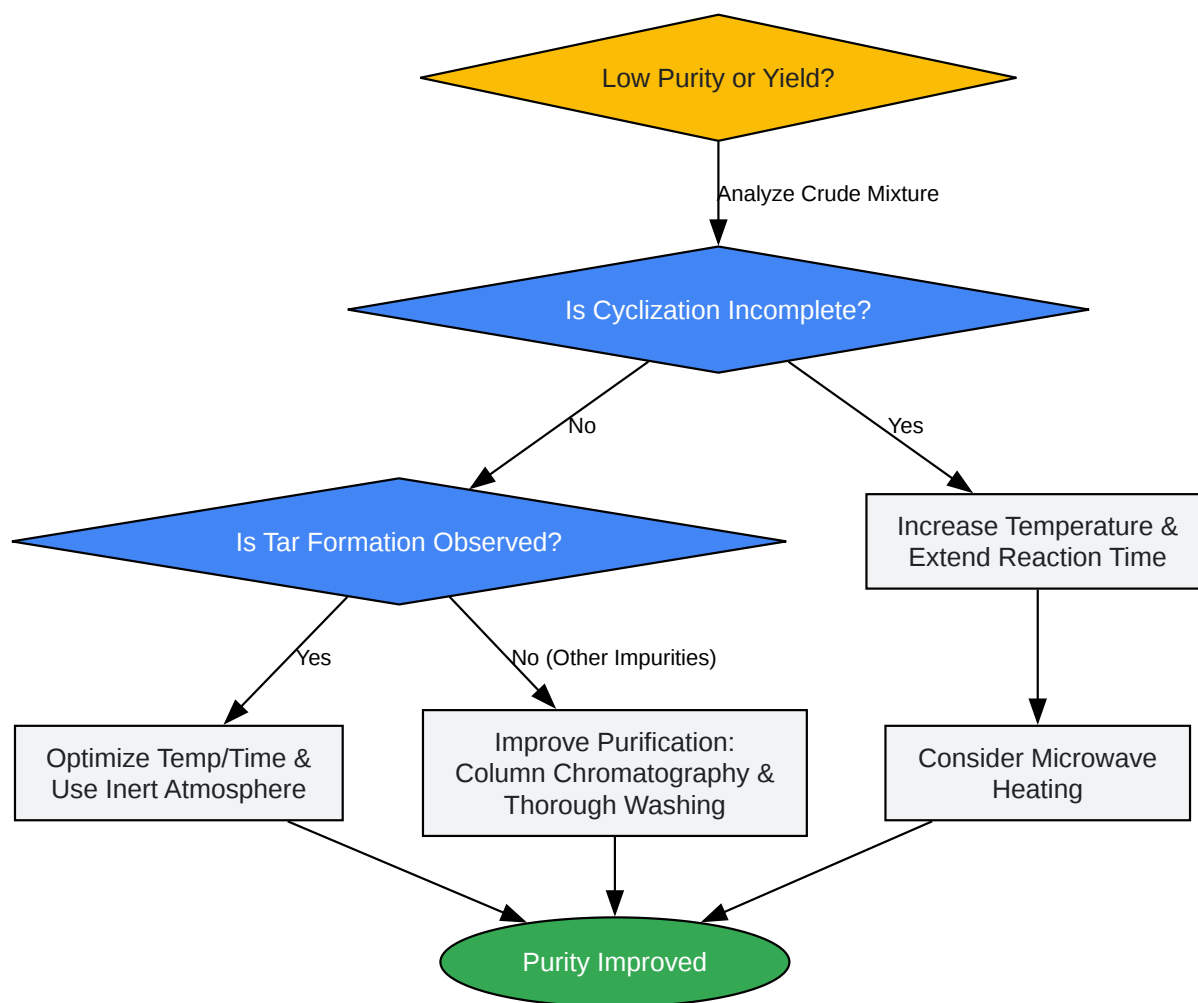 Low Purity or Yield?
Analyze Crude Mixture
Is Cyclization Incomplete?
No
Yes
Is Tar Formation Observed?
Increase Temperature &
Extend Reaction Time
Yes
No (Other Impurities)
Optimize Temp/Time &
Use Inert Atmosphere
Improve Purification:
Column Chromatography &
Thorough Washing
Consider Microwave
Heating
Purity Improved